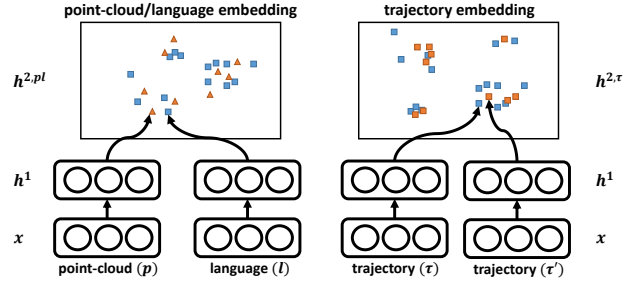 point-cloud/language embedding
trajectory embedding
h^{2,pl}
h^{2,τ}
h^1
h^1
x
x
point-cloud (p)
language (l)
trajectory (τ)
trajectory (τ')